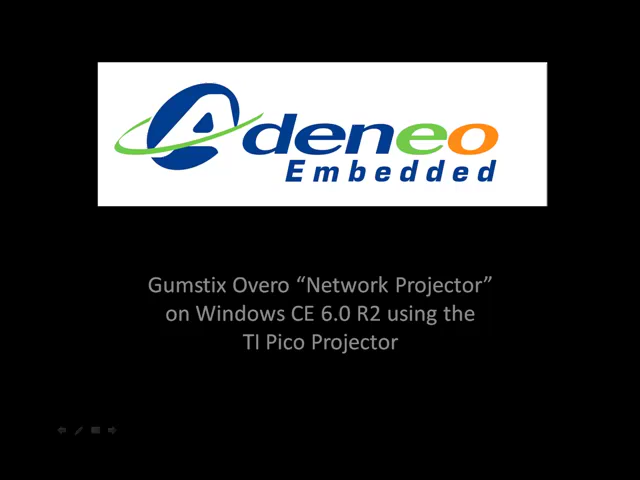 Adeneo
Embedded
Gumstix Overo “Network Projector”
on Windows CE 6.0 R2 using the
TI Pico Projector